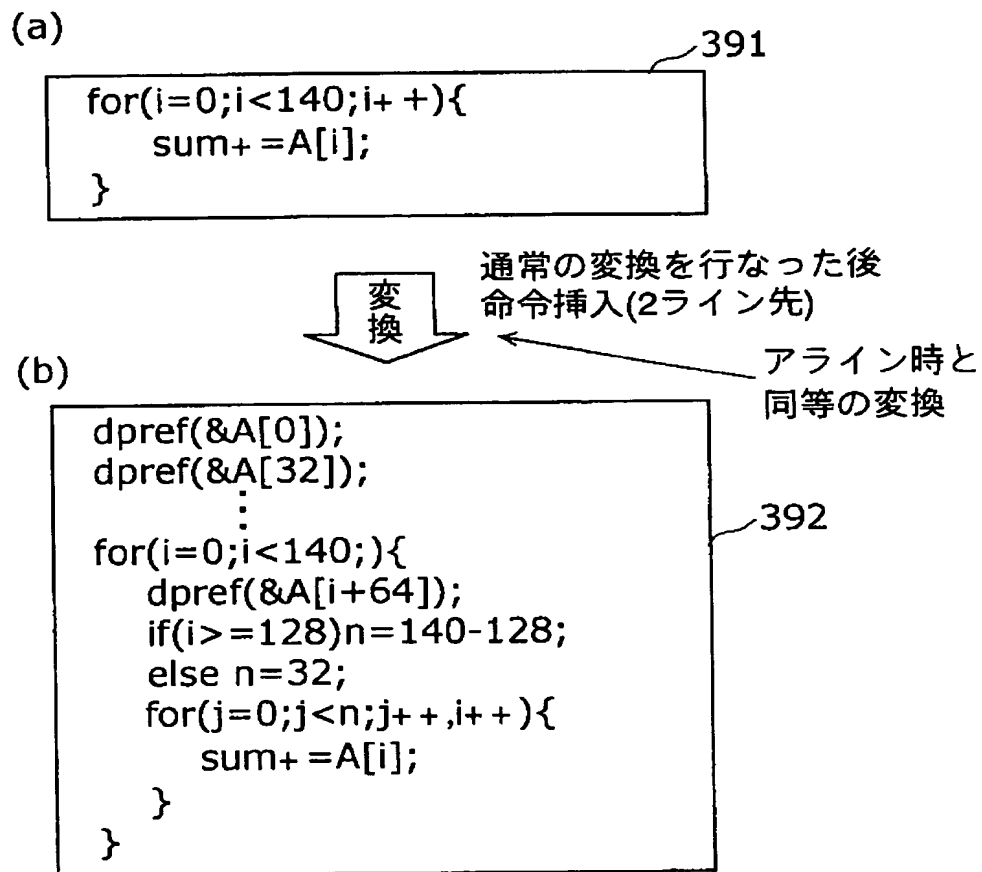 (a)
391
for(i=0;i<140;i++){
sum+=A[i];
}
変換
通常の変換を行なった後
命令挿入(2ライン先)
アライン時と
同等の変換
(b)
392
dpref(&A[0]);
dpref(&A[32]);
⋮
for(i=0;i<140;){
dpref(&A[i+64]);
if(i>=128)n=140-128;
else n=32;
for(j=0;j<n;j++,i++){
sum+=A[i];
}
}